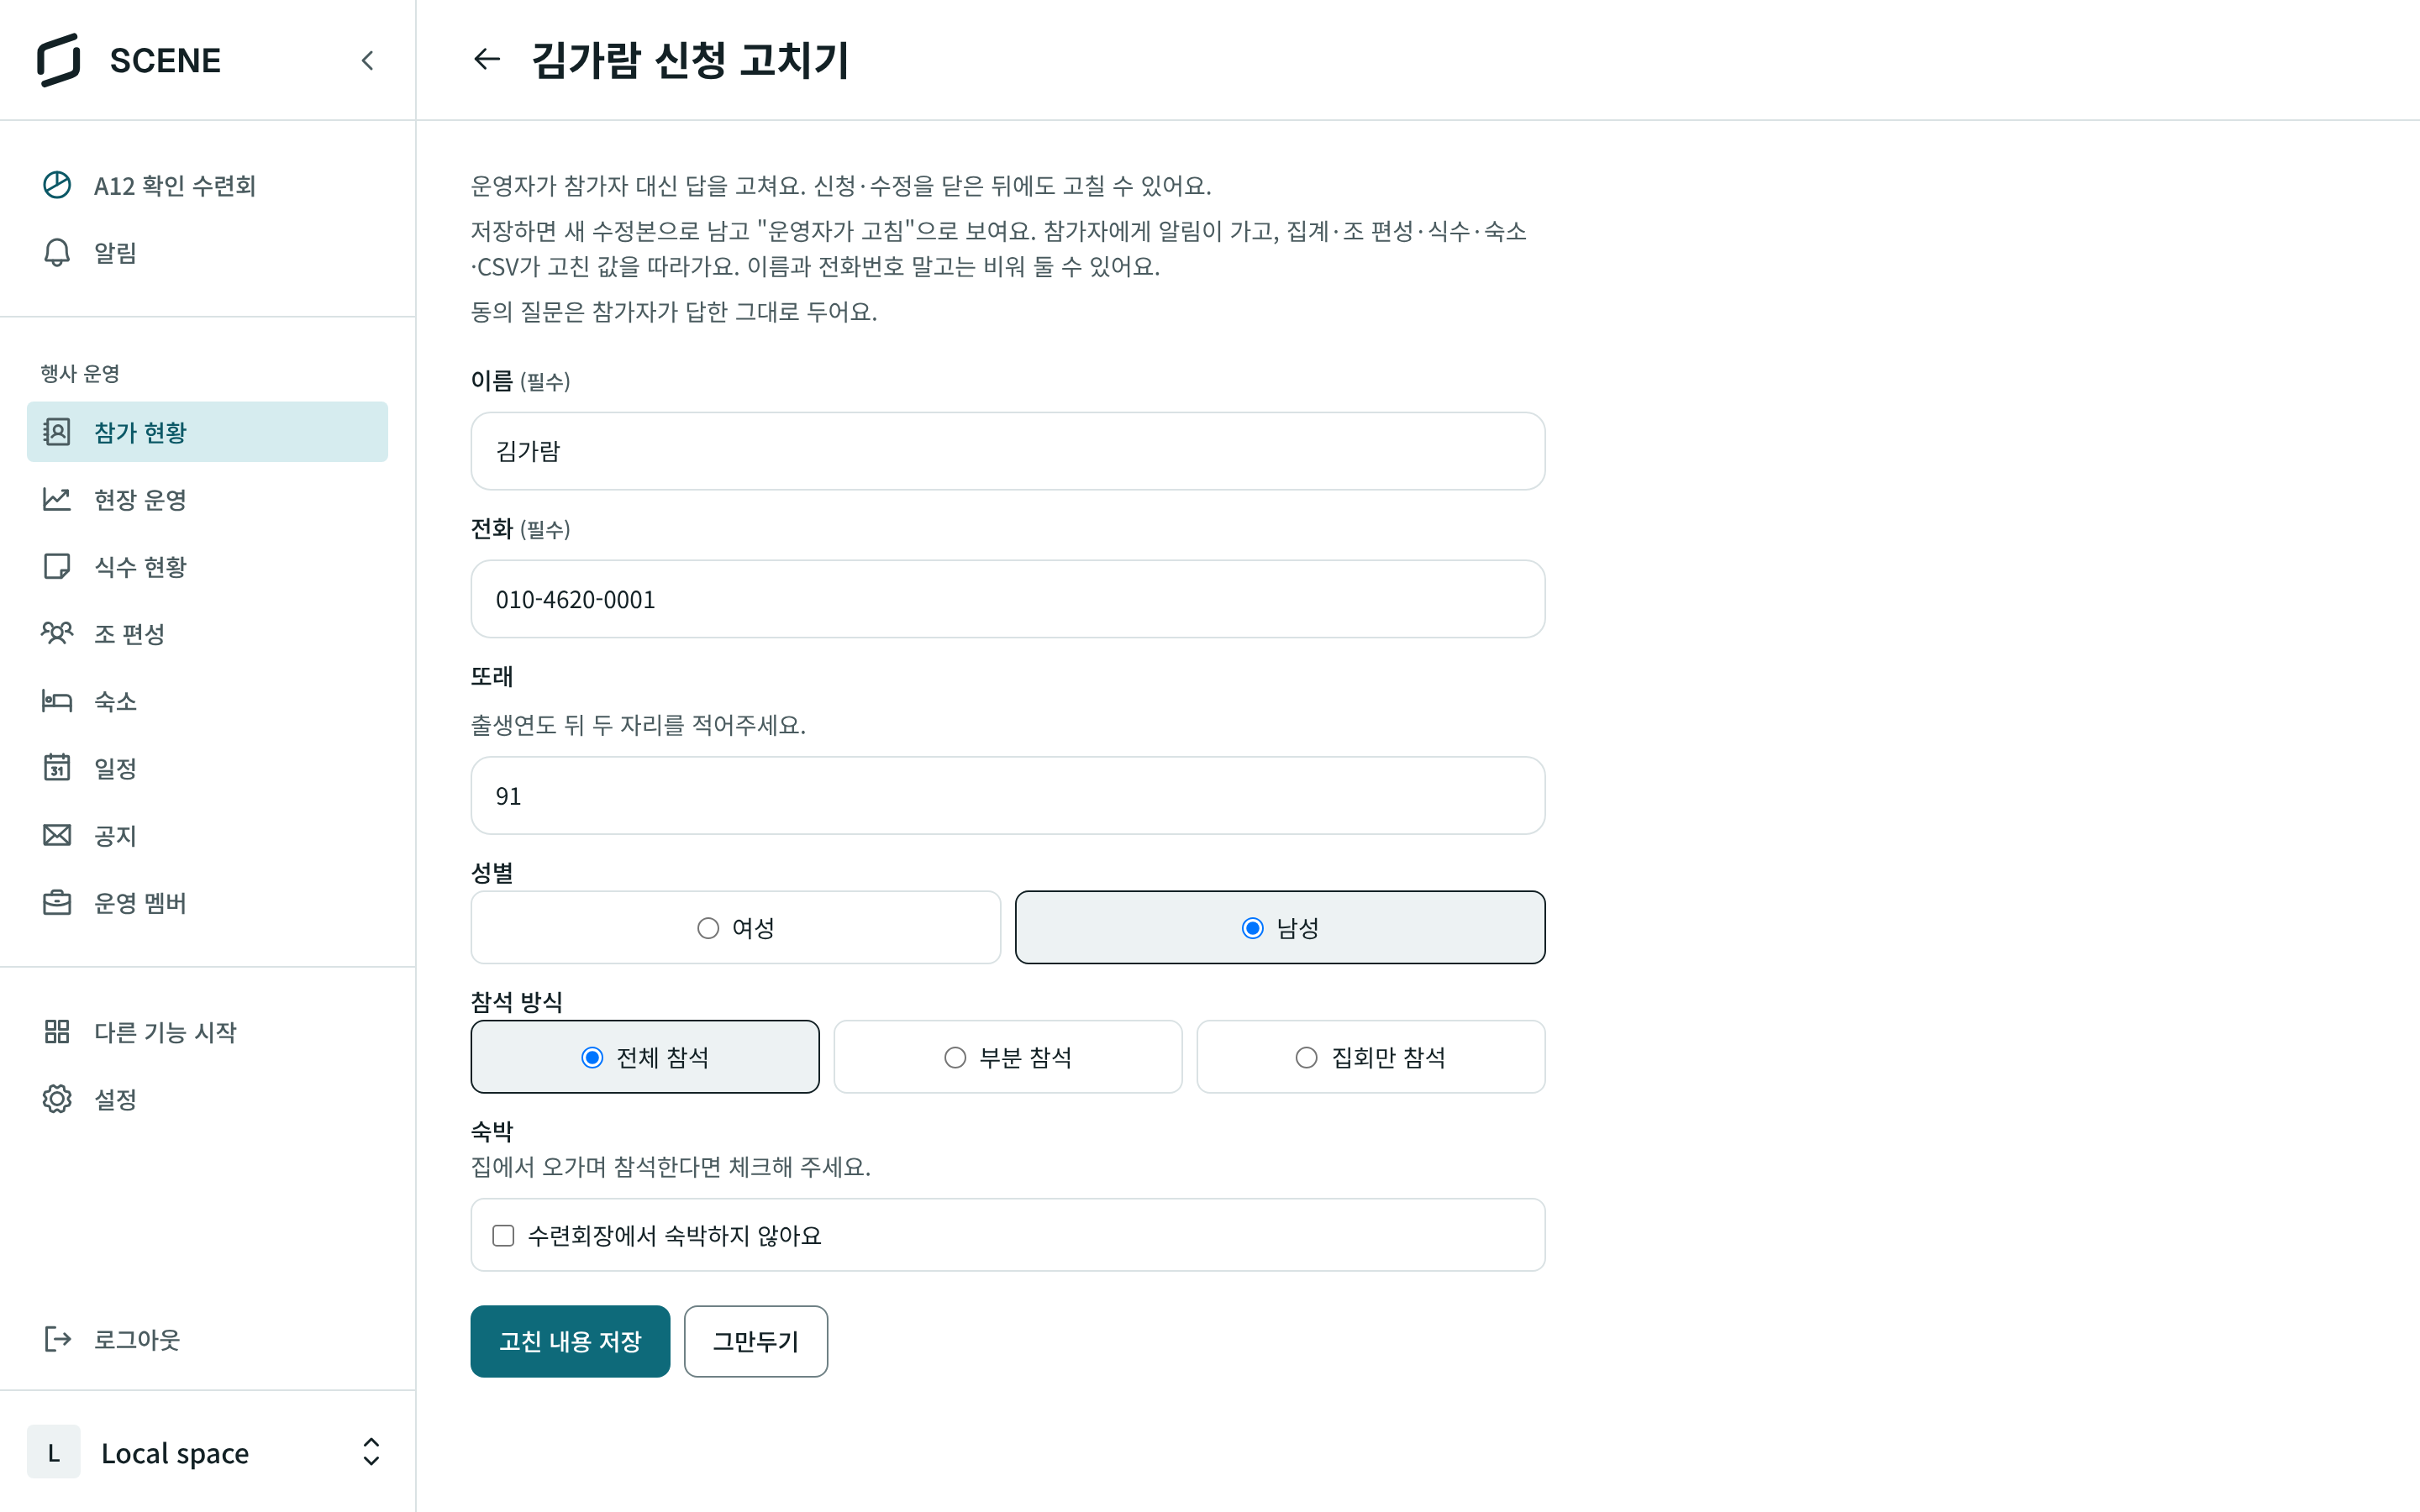 SCENE
A12 확인 수련회
알림
행사 운영
참가 현황
현장 운영
식수 현황
조 편성
숙소
31
일정
공지
운영 멤버
다른 기능 시작
설정
로그아웃
L
Local space
김가람 신청 고치기
운영자가 참가자 대신 답을 고쳐요. 신청·수정을 닫은 뒤에도 고칠 수 있어요.
저장하면 새 수정본으로 남고 "운영자가 고침"으로 보여요. 참가자에게 알림이 가고, 집계·조 편성·식수·숙소
·CSV가 고친 값을 따라가요. 이름과 전화번호 말고는 비워 둘 수 있어요.
동의 질문은 참가자가 답한 그대로 두어요.
이름 (필수)
김가람
전화 (필수)
010-4620-0001
또래
출생연도 뒤 두 자리를 적어주세요.
91
성별
여성
남성
참석 방식
전체 참석
부분 참석
집회만 참석
숙박
집에서 오가며 참석한다면 체크해 주세요.
수련회장에서 숙박하지 않아요
고친 내용 저장
그만두기